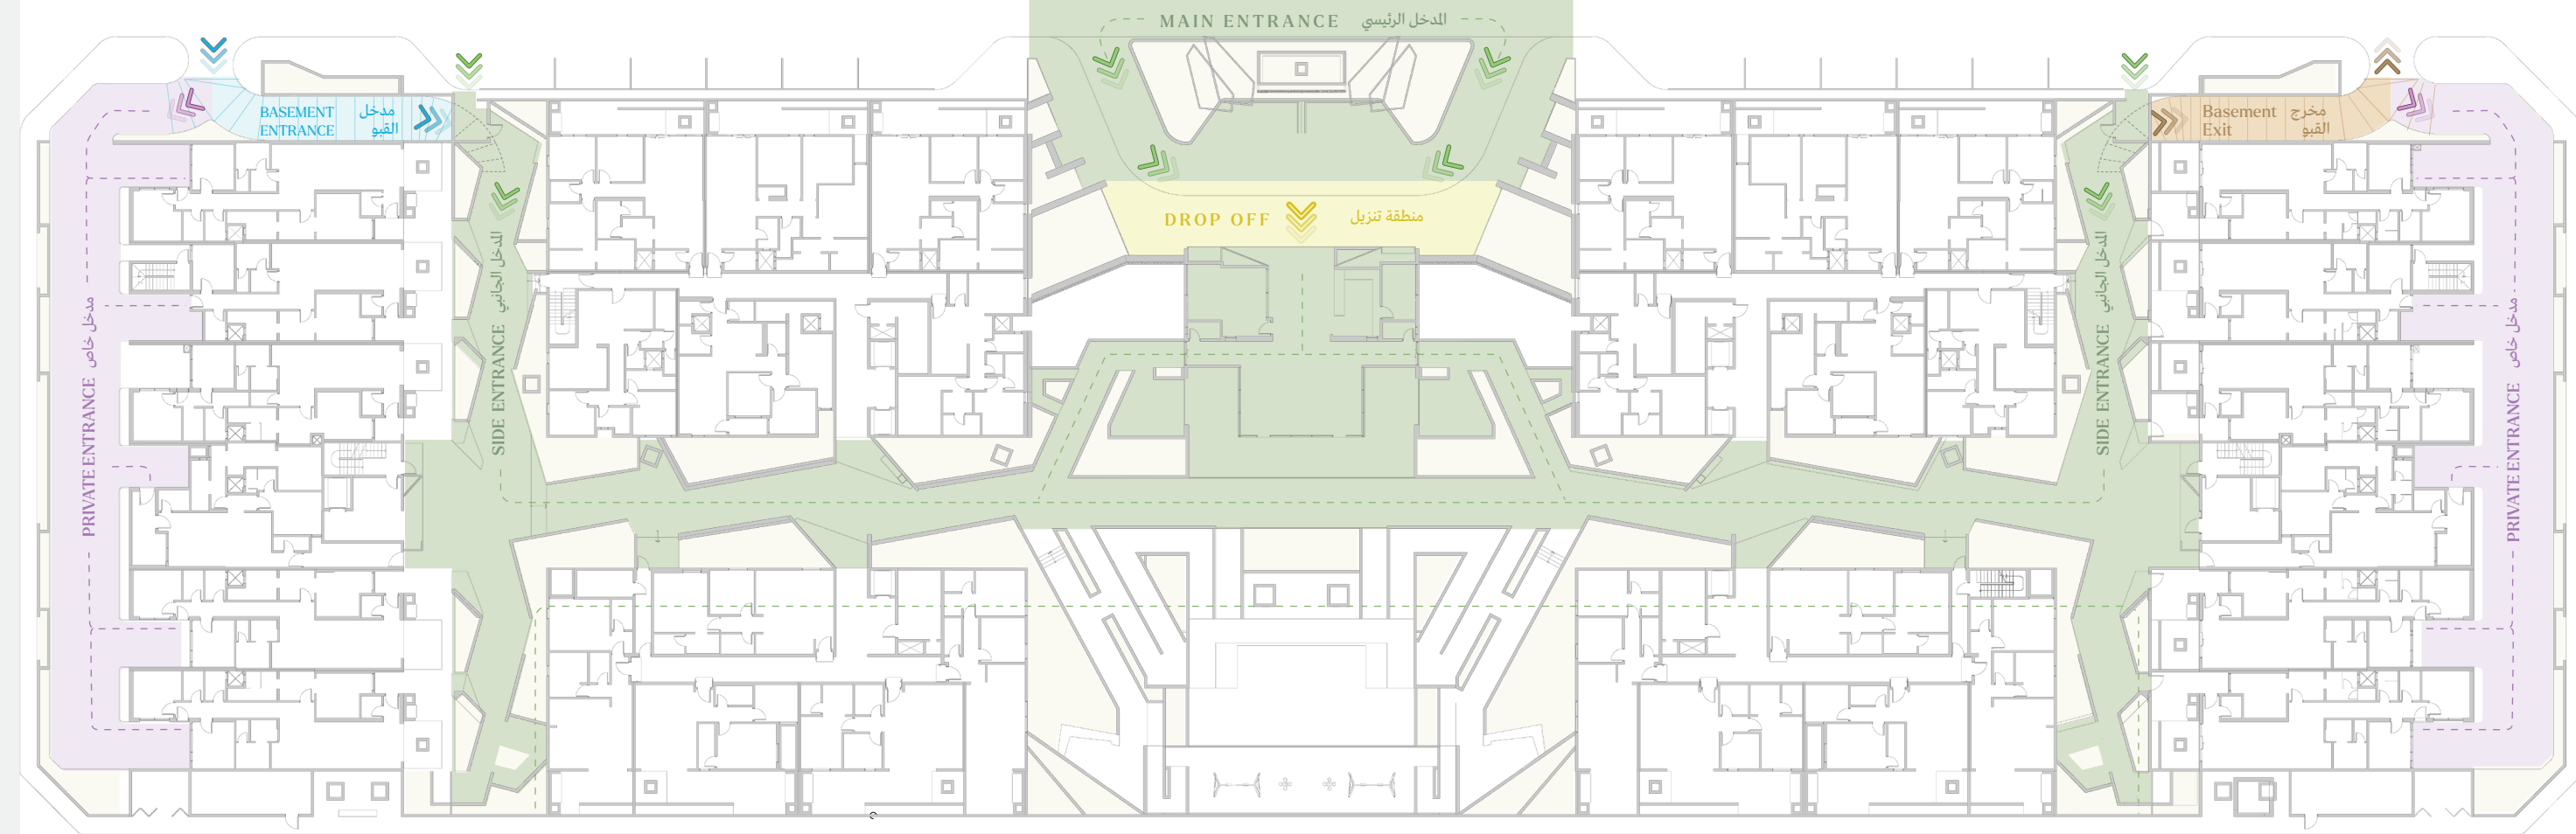 MAIN ENTRANCE المدخل الرئيسي
BASEMENT
ENTRANCE
مدخل
القبو
Basement
Exit
مخرج
القبو
DROP OFF منطقة تنزيل
PRIVATE ENTRANCE مدخل خاص
SIDE ENTRANCE المدخل الجانبي
SIDE ENTRANCE المدخل الجانبي
PRIVATE ENTRANCE مدخل خاص